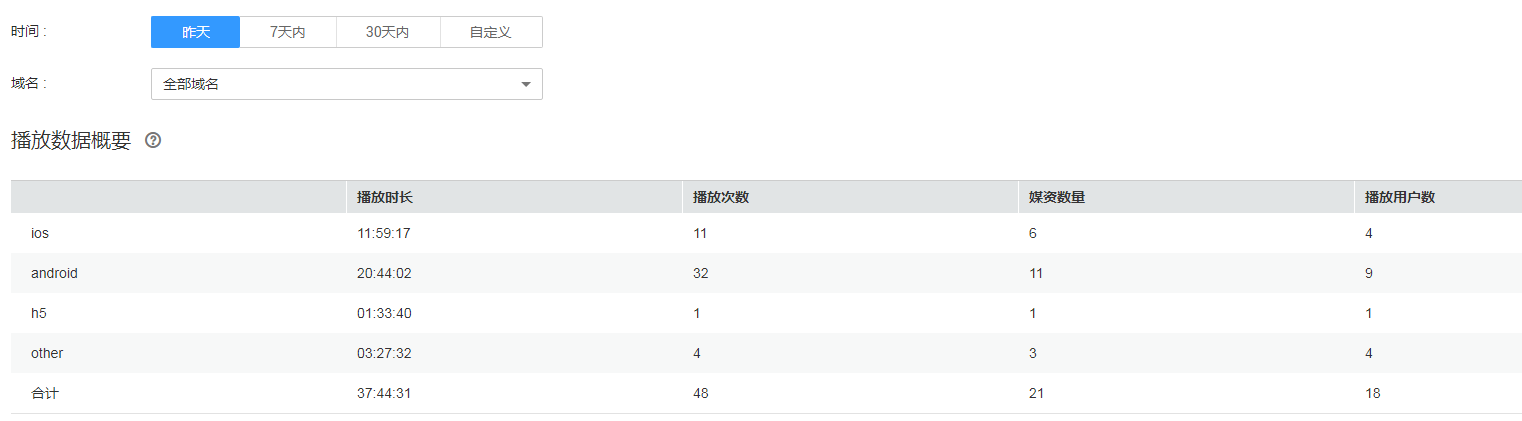 时间 :
昨天 7天内 30天内 自定义
域名 :
全部域名
播放数据概要 ?
播放时长 播放次数 媒资数量 播放用户数
ios 11:59:17 11 6 4
android 20:44:02 32 11 9
h5 01:33:40 1 1 1
other 03:27:32 4 3 4
合计 37:44:31 48 21 18